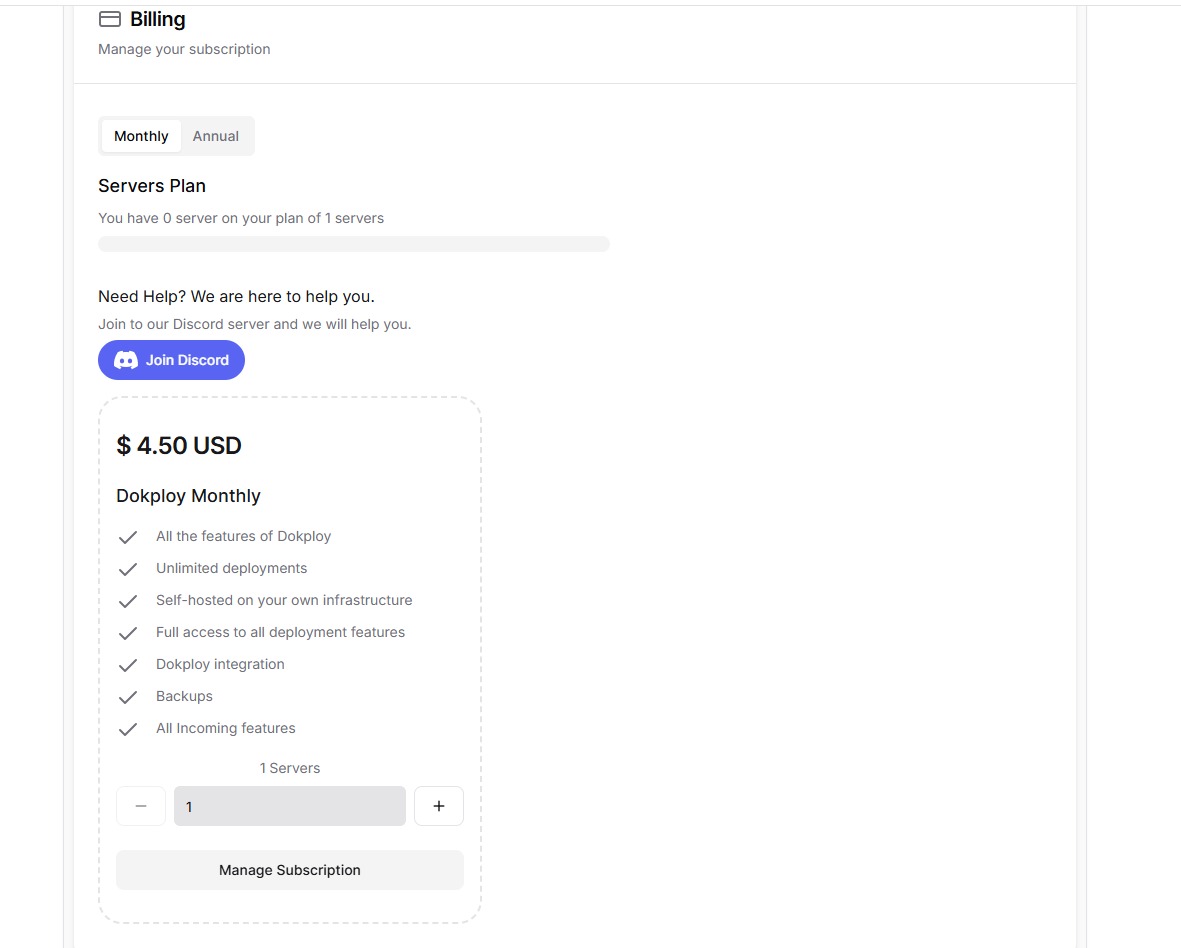 Billing
Manage your subscription
Monthly
Annual
Servers Plan
You have 0 server on your plan of 1 servers
Need Help? We are here to help you.
Join to our Discord server and we will help you.
Join Discord
$ 4.50 USD
Dokploy Monthly
All the features of Dokploy
Unlimited deployments
Self-hosted on your own infrastructure
Full access to all deployment features
Dokploy integration
Backups
All Incoming features
1 Servers
1
Manage Subscription